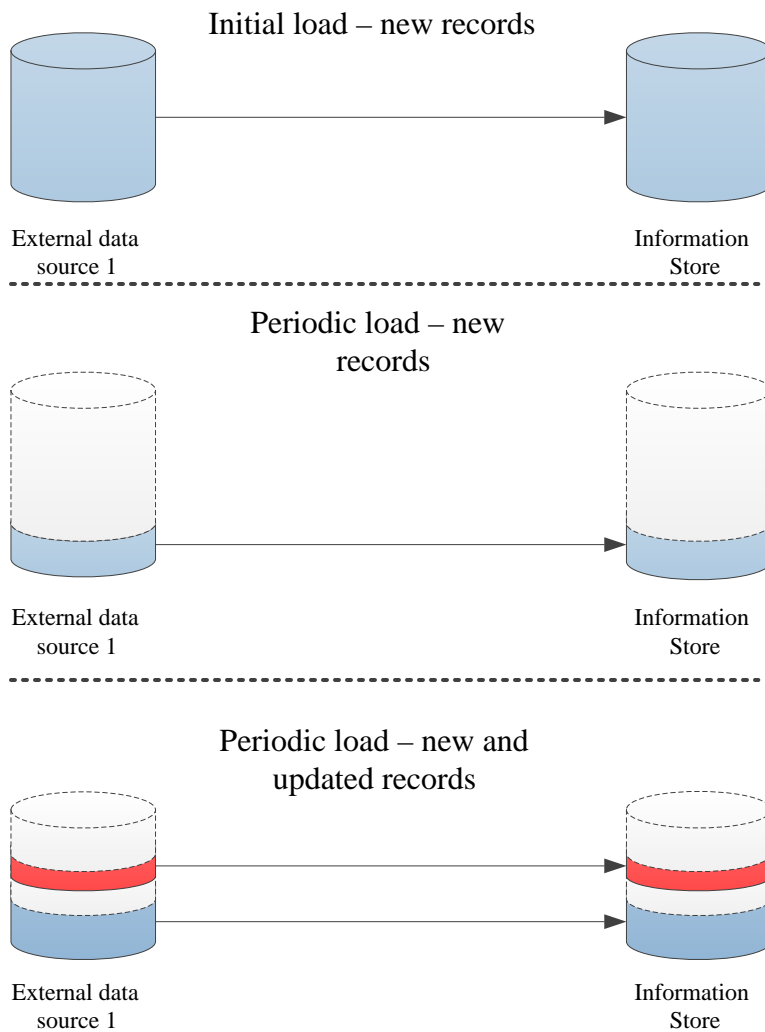 Initial load – new records
External data
source 1
Information
Store
Periodic load – new
records
External data
source 1
Information
Store
Periodic load – new and
updated records
External data
source 1
Information
Store